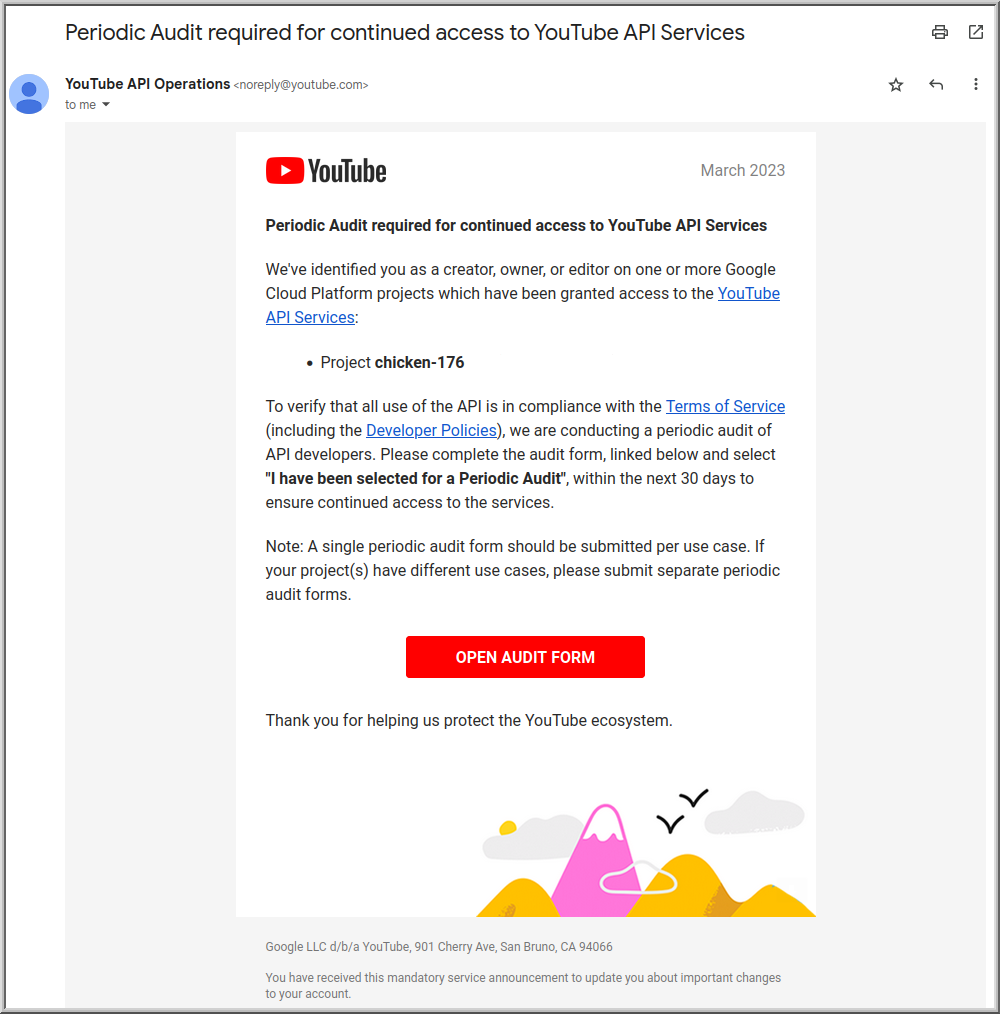 Periodic Audit required for continued access to YouTube API Services
YouTube API Operations <noreply@youtube.com>
to me
YouTube
March 2023
Periodic Audit required for continued access to YouTube API Services
We've identified you as a creator, owner, or editor on one or more Google
Cloud Platform projects which have been granted access to the YouTube
API Services:
• Project chicken-176
To verify that all use of the API is in compliance with the Terms of Service
(including the Developer Policies), we are conducting a periodic audit of
API developers. Please complete the audit form, linked below and select
"I have been selected for a Periodic Audit", within the next 30 days to
ensure continued access to the services.
Note: A single periodic audit form should be submitted per use case. If
your project(s) have different use cases, please submit separate periodic
audit forms.
OPEN AUDIT FORM
Thank you for helping us protect the YouTube ecosystem.
Google LLC d/b/a YouTube, 901 Cherry Ave, San Bruno, CA 94066
You have received this mandatory service announcement to update you about important changes
to your account.